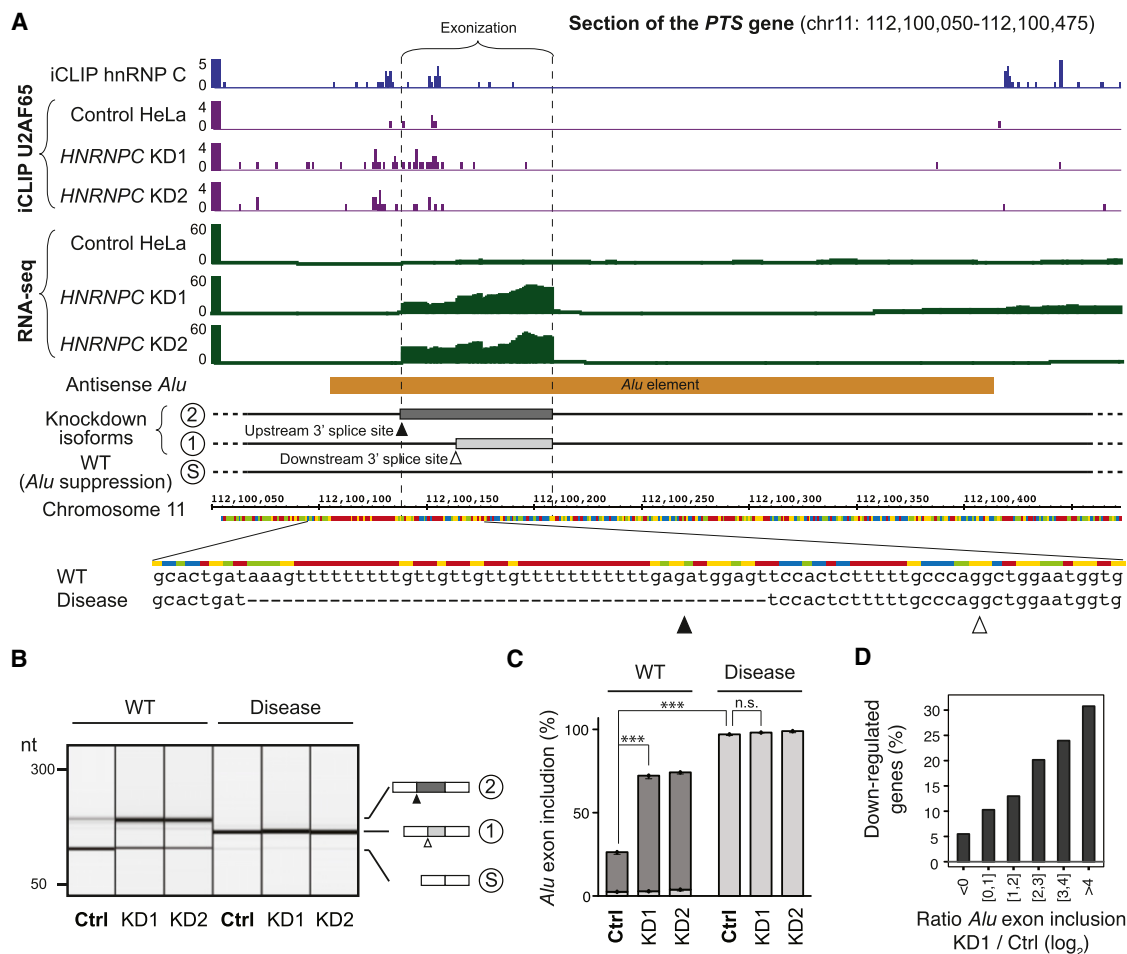 A
Section of the PTS gene (chr11: 112,100,050-112,100,475)
Exonization
iCLIP hnRNP C
5
0
iCLIP U2AF65
Control HeLa
4
0
HNRNPC KD1
4
0
HNRNPC KD2
4
0
RNA-seq
Control HeLa
60
0
HNRNPC KD1
60
0
HNRNPC KD2
60
0
Antisense Alu
Alu element
Knockdown isoforms
2
Upstream 3' splice site
1
Downstream 3' splice site
WT
(Alu suppression)
S
Chromosome 11
112,100,050 112,100,100 112,100,150 112,100,200 112,100,250 112,100,300 112,100,350 112,100,400
WT gcactgataaagttttttttttgttgttgttgttttttttttttgagatggagttccactctttttgcccaggctggaatggtg
Disease gcactgat----------------------------------------------tccactctttttgcccaggctggaatggtg
B
WT Disease
nt
300
50
2
1
S
Ctrl KD1 KD2 Ctrl KD1 KD2
C
WT Disease
*** n.s.
***
Alu exon includion (%)
100
50
0
Ctrl KD1 KD2 Ctrl KD1 KD2
D
Down-regulated genes (%)
30
25
20
15
10
5
0
<0 [0,1] [1,2] [2,3] [3,4] >4
Ratio Alu exon inclusion
KD1 / Ctrl (log2)